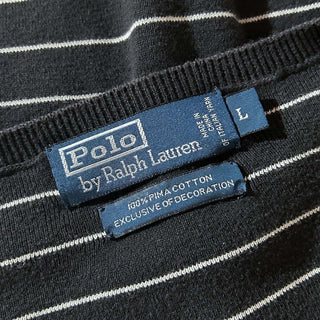 Polo
by Ralph Lauren
L
MADE IN
CHINA
OF ITALIAN YARN
100% PIMA COTTON
EXCLUSIVE OF DECORATION